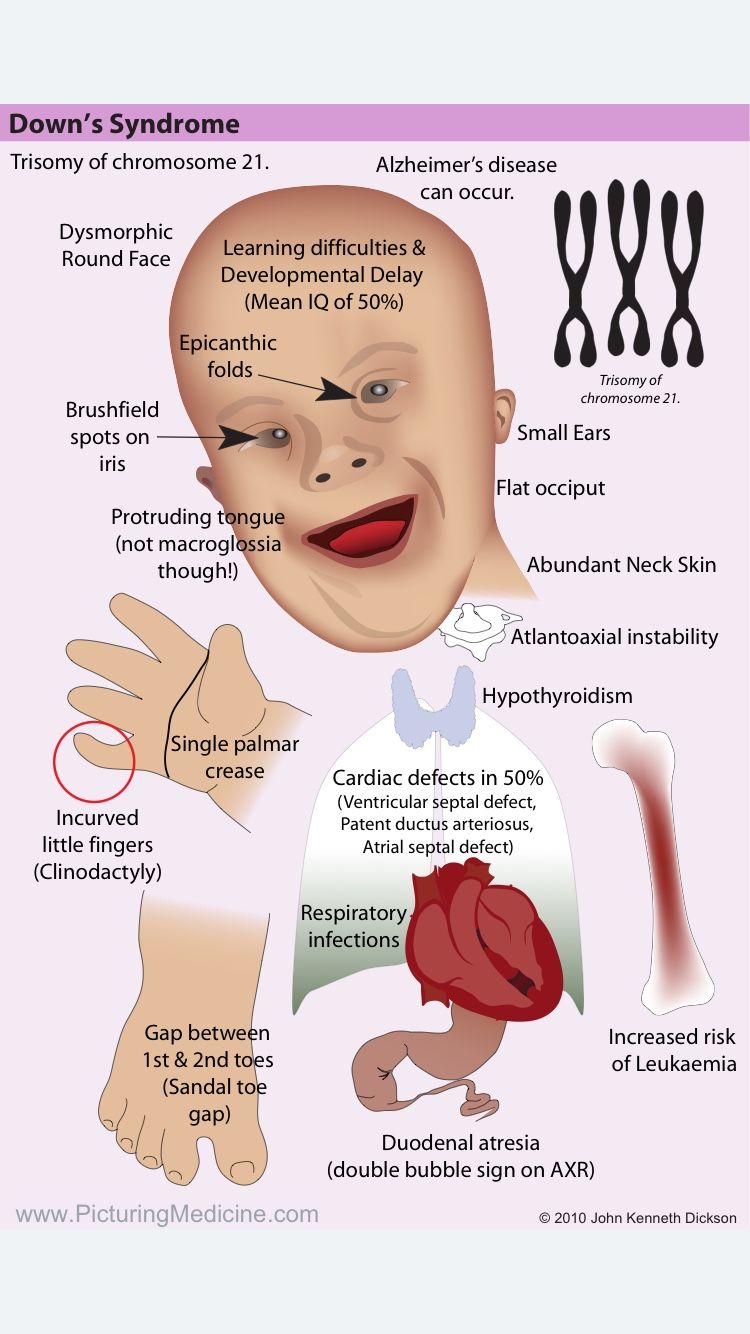 Down's Syndrome
Trisomy of chromosome 21.
Alzheimer's disease
can occur.
Dysmorphic
Round Face
Learning difficulties &
Developmental Delay
(Mean IQ of 50%)
Epicanthic
folds
Trisomy of
chromosome 21.
Brushfield
spots on
iris
Small Ears
Flat occiput
Protruding tongue
(not macroglossia
though!)
Abundant Neck Skin
Atlantoaxial instability
Hypothyroidism
Single palmar
crease
Cardiac defects in 50%
(Ventricular septal defect,
Patent ductus arteriosus,
Atrial septal defect)
Incurved
little fingers
(Clinodactyly)
Respiratory
infections
Gap between
1st & 2nd toes
(Sandal toe
gap)
Increased risk
of Leukaemia
Duodenal atresia
(double bubble sign on AXR)
www.PicturingMedicine.com
© 2010 John Kenneth Dickson